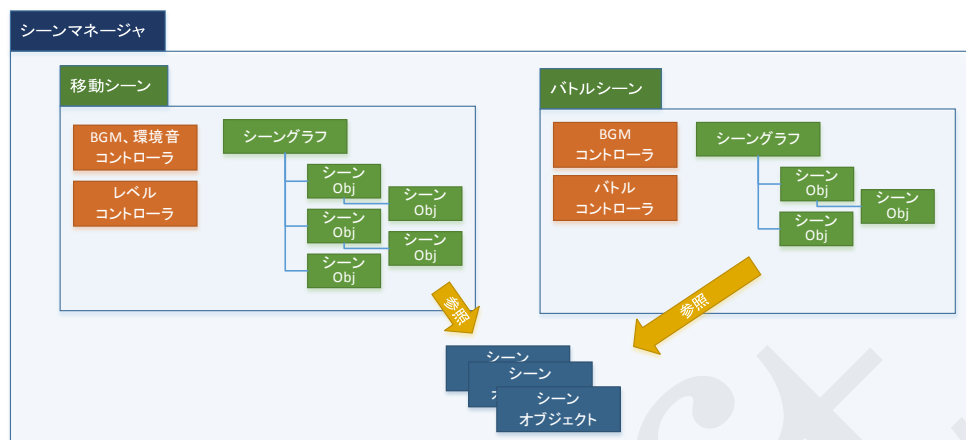 シーンマネージャ
移動シーン
BGM、環境音
コントローラ
レベル
コントローラ
シーングラフ
シーン
Obj
シーン
Obj
シーン
Obj
シーン
Obj
シーン
Obj
参照
バトルシーン
BGM
コントローラ
バトル
コントローラ
シーングラフ
シーン
Obj
シーン
Obj
シーン
Obj
参照
シーン
シーン
シーン
オブジェクト